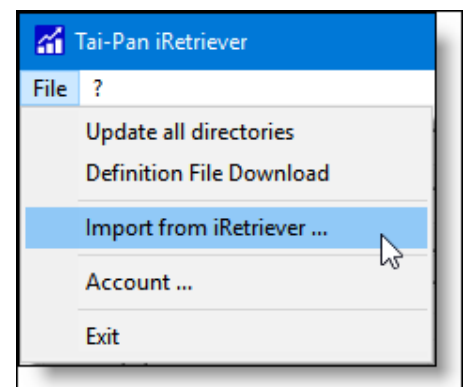 Tai-Pan iRetriever
File ?
Update all directories
Definition File Download
Import from iRetriever ...
Account ...
Exit